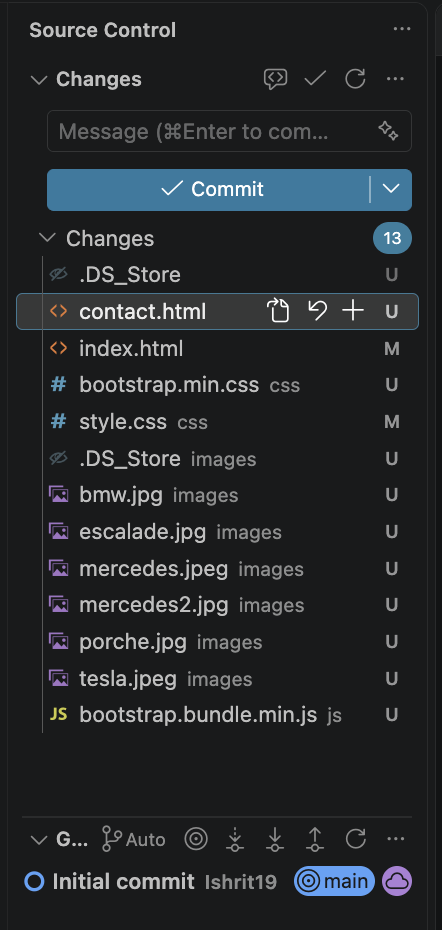 Source Control
Changes
Message (⌘Enter to com...
Commit
Changes 13
.DS_Store U
contact.html U
index.html M
bootstrap.min.css css U
style.css css M
.DS_Store images U
bmw.jpg images U
escalade.jpg images U
mercedes.jpeg images U
mercedes2.jpg images U
porche.jpg images U
tesla.jpeg images U
JS bootstrap.bundle.min.js js U
G... Auto
Initial commit Ishrit19 main